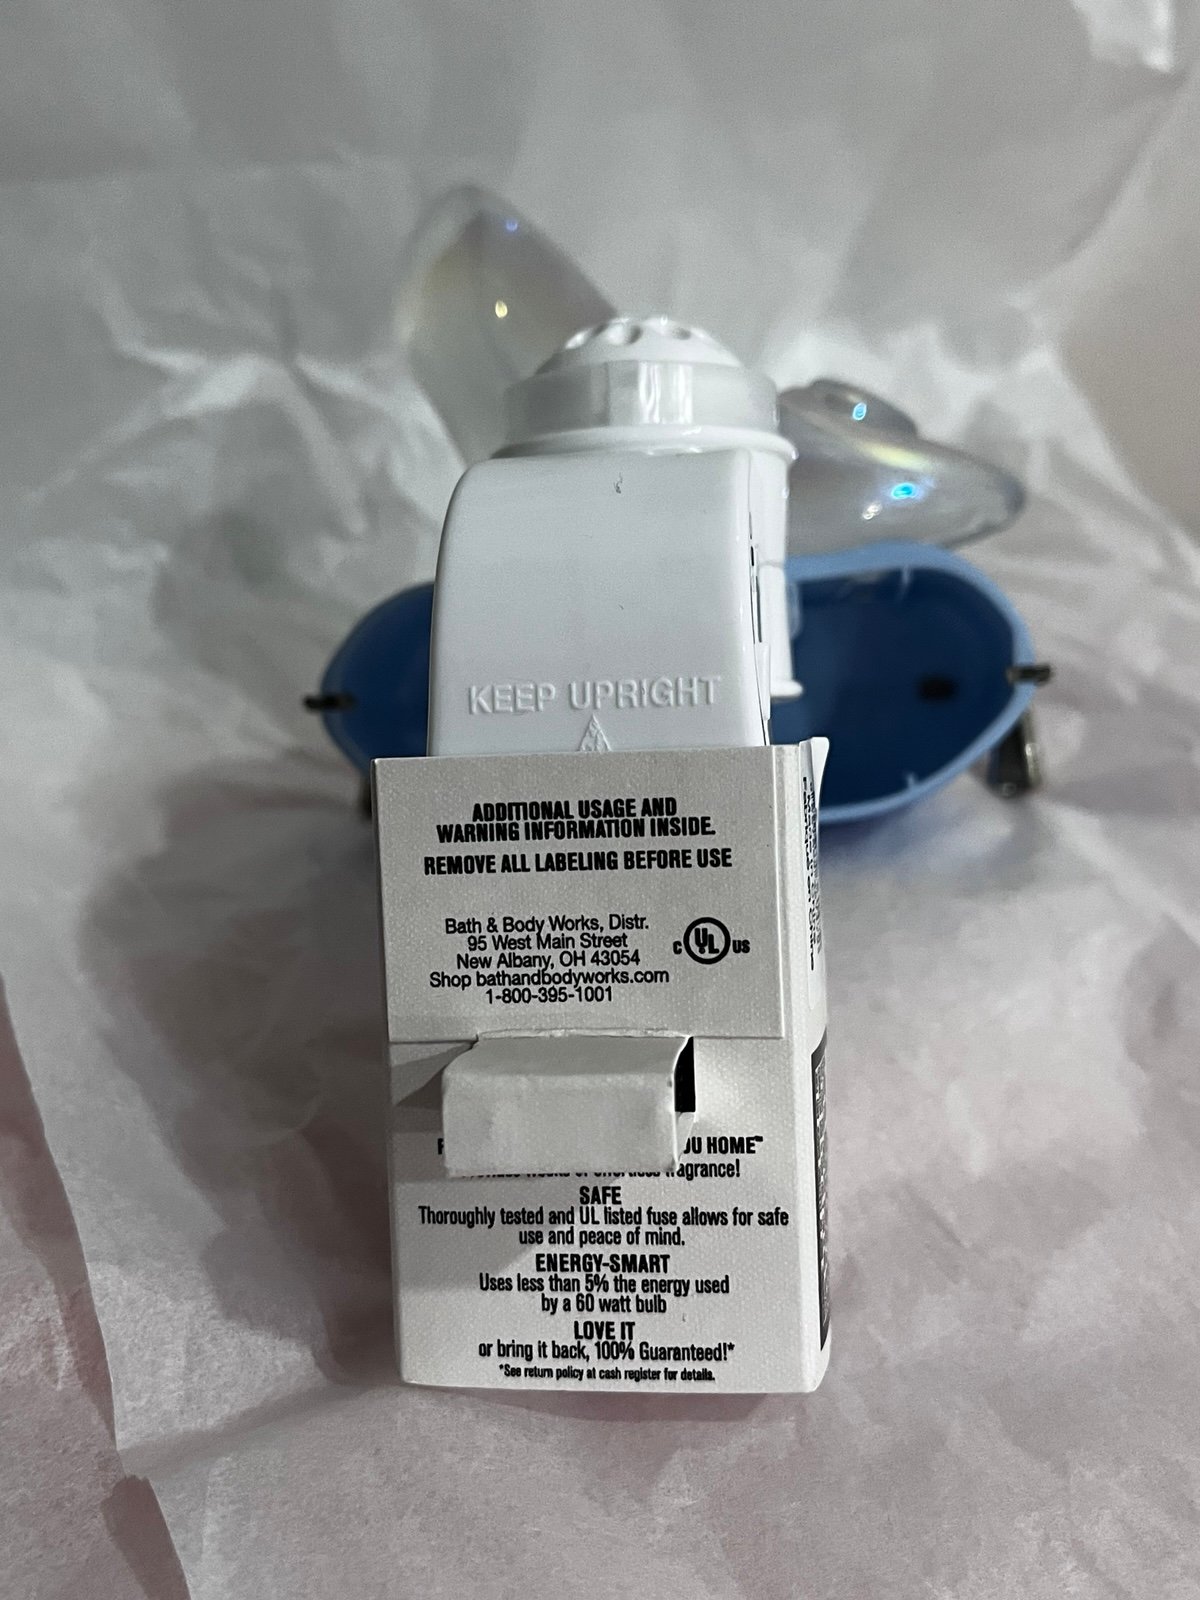 KEEP UPRIGHT
ADDITIONAL USAGE AND
WARNING INFORMATION INSIDE.
REMOVE ALL LABELING BEFORE USE
Bath & Body Works, Distr.
95 West Main Street
New Albany, OH 43054
Shop bathandbodyworks.com
1-800-395-1001
C UL US
HOME™
SAFE
Thoroughly tested and UL listed fuse allows for safe
use and peace of mind.
ENERGY-SMART
Uses less than 5% the energy used
by a 60 watt bulb
LOVE IT
or bring it back, 100% Guaranteed!*
*See return policy at cash register for details.